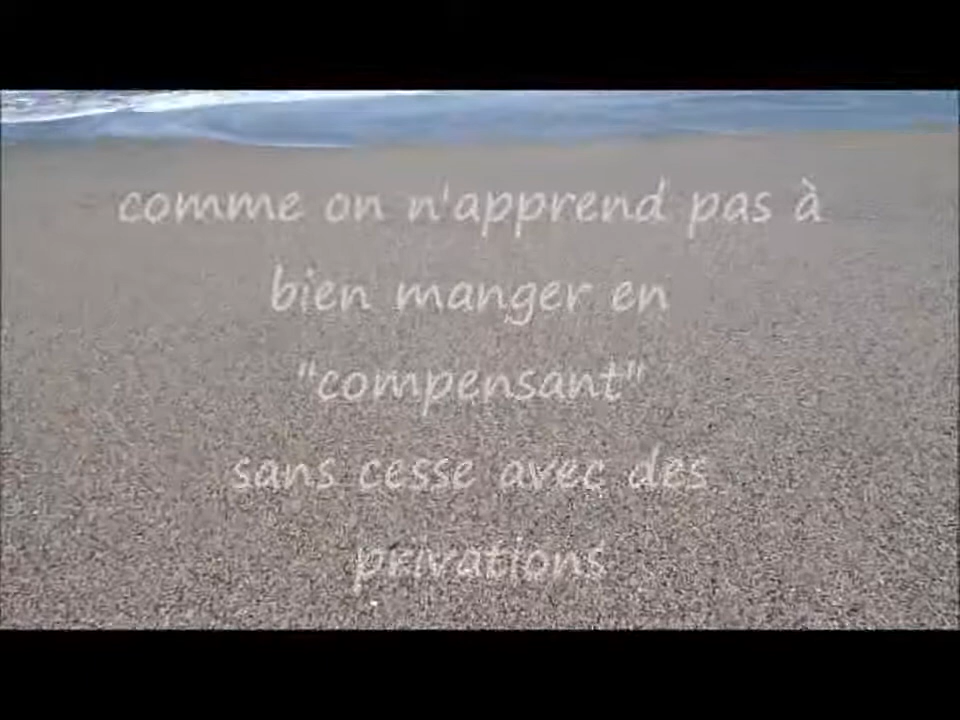 comme on n'apprend pas à
bien manger en
"compensant"
sans cesse avec des
privations